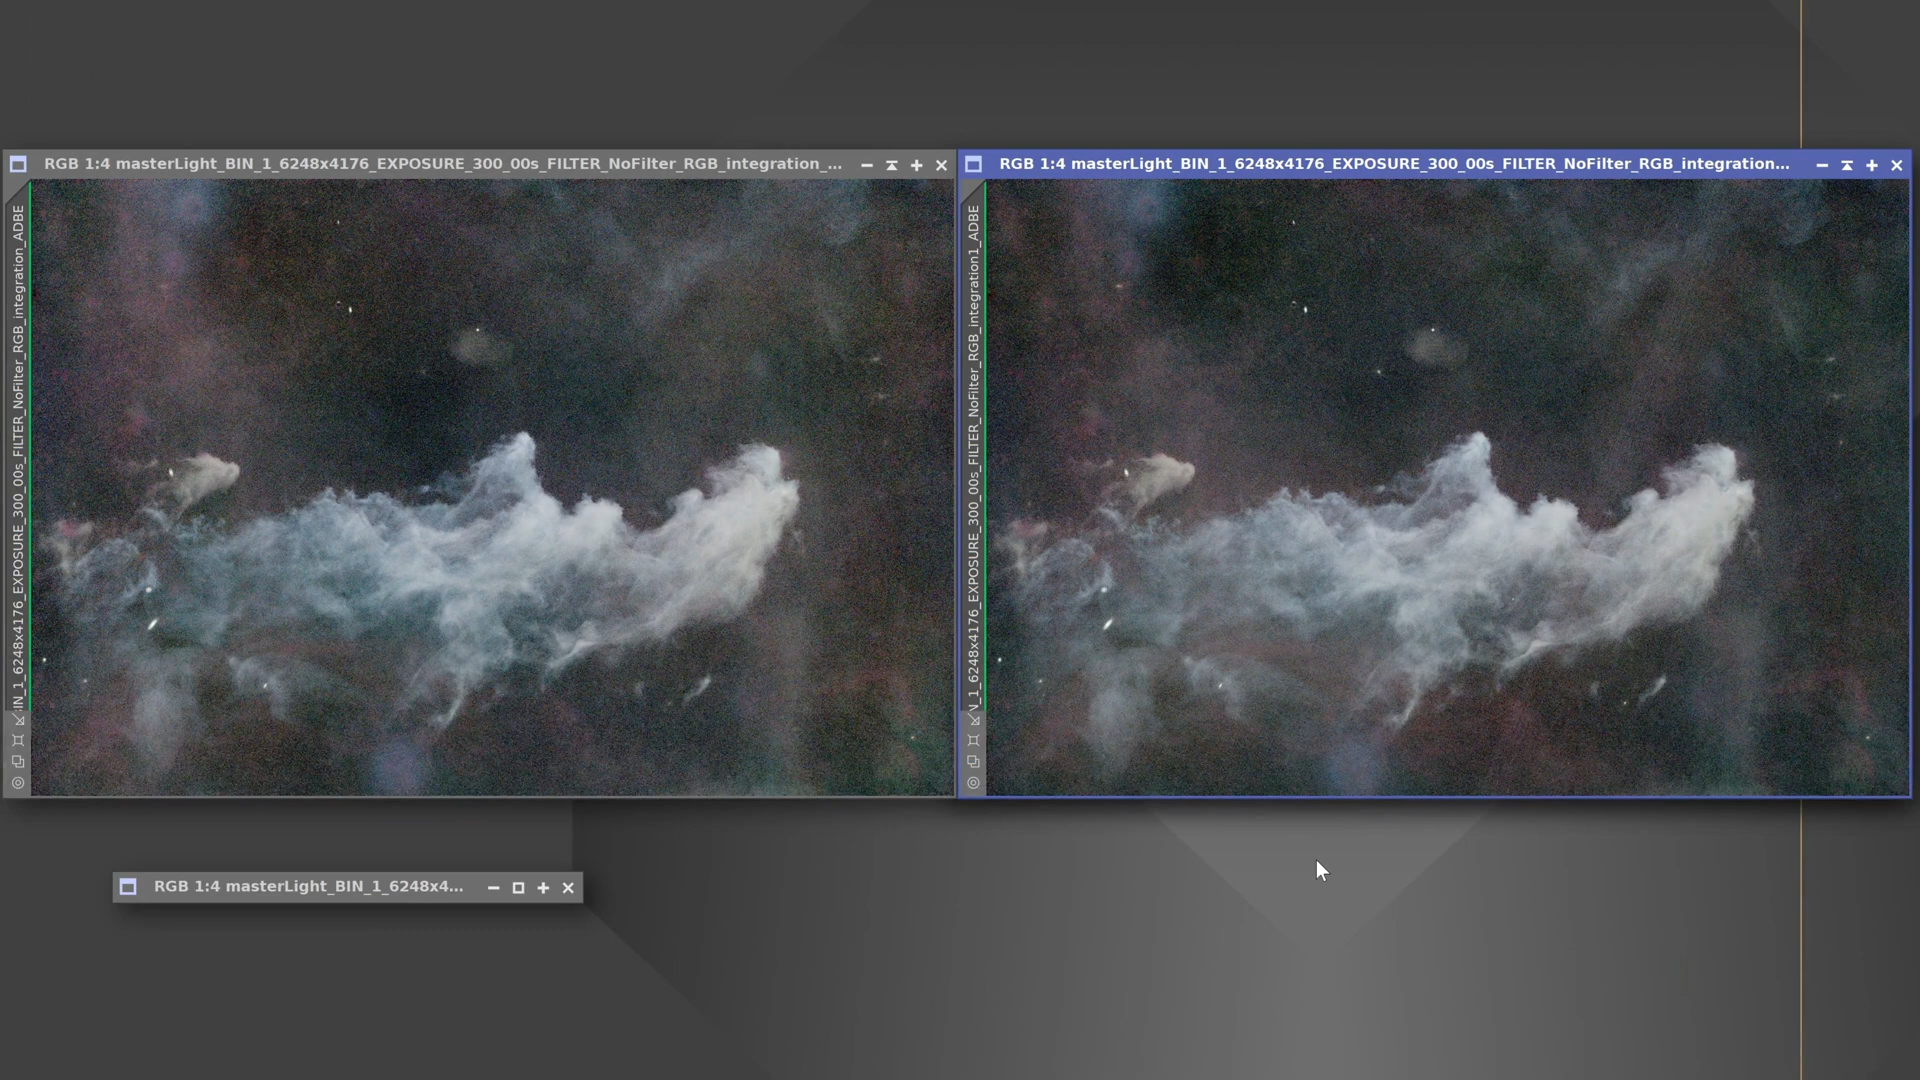 RGB 1:4 masterLight_BIN_1_6248x4176_EXPOSURE_300_00s_FILTER_NoFilter_RGB_integration_...
RGB 1:4 masterLight_BIN_1_6248x4176_EXPOSURE_300_00s_FILTER_NoFilter_RGB_integration...
IN_1_6248x4176_EXPOSURE_300_00s_FILTER_NoFilter_RGB_integration_ADBE
N_1_6248x4176_EXPOSURE_300_00s_FILTER_NoFilter_RGB_integration1_ADBE
RGB 1:4 masterLight_BIN_1_6248x4...